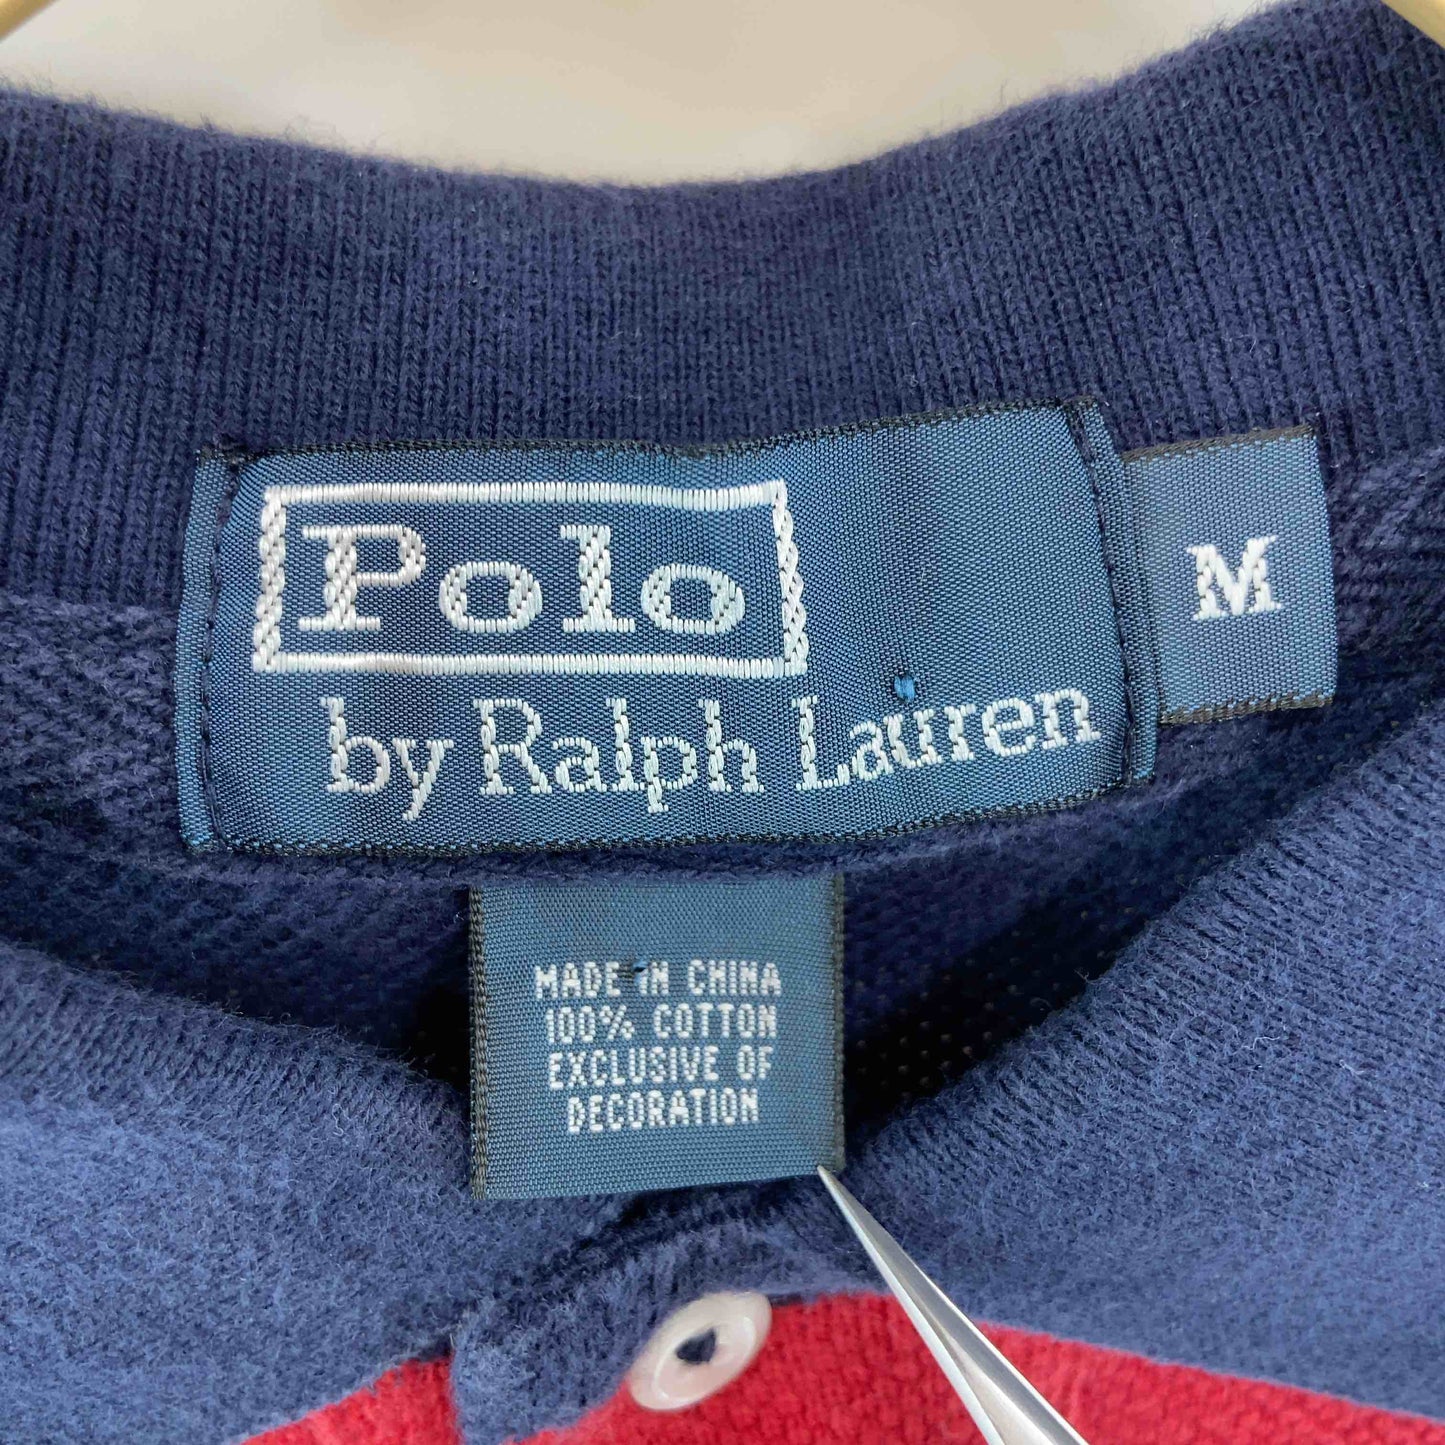 Polo
by Ralph Lauren
M
MADE IN CHINA
100% COTTON
EXCLUSIVE OF
DECORATION